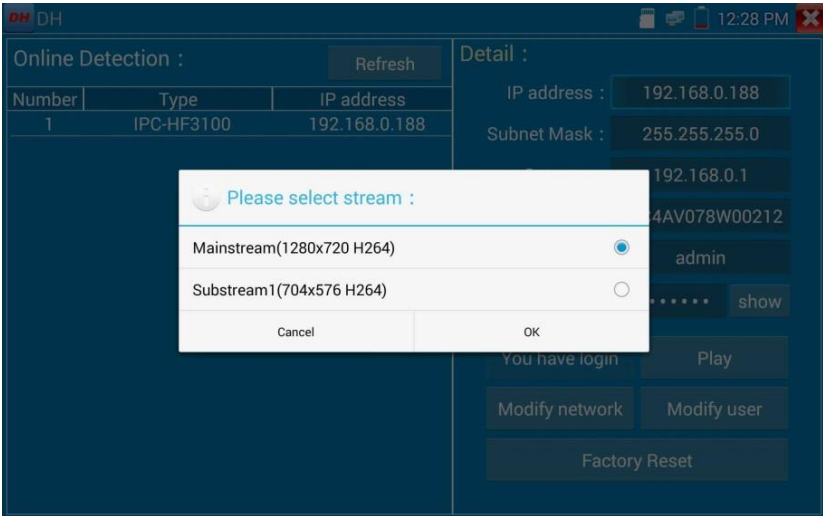 DH DH 12:28 PM
Online Detection :
Refresh
Number Type IP address
1 IPC-HF3100 192.168.0.188
Detail :
IP address : 192.168.0.188
Subnet Mask : 255.255.255.0
192.168.0.1
4AV078W00212
admin
show
Please select stream :
Mainstream(1280x720 H264)
Substream1(704x576 H264)
Cancel OK
You have login Play
Modify network Modify user
Factory Reset